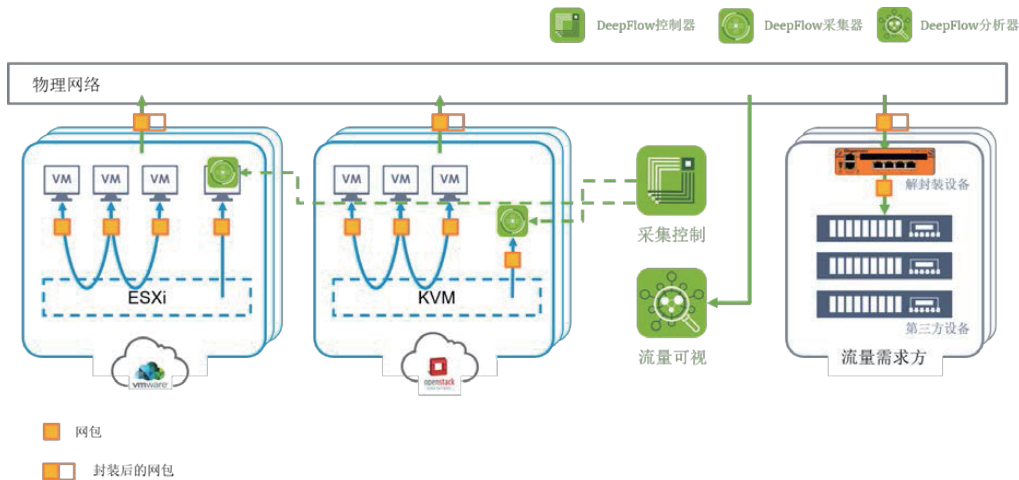 DeepFlow控制器
DeepFlow采集器
DeepFlow分析器
物理网络
VM
VM
VM
VM
VM
VM
解封装设备
采集控制
ESXi
KVM
流量可视
第三方设备
流量需求方
vmware
openstack
网包
封装后的网包